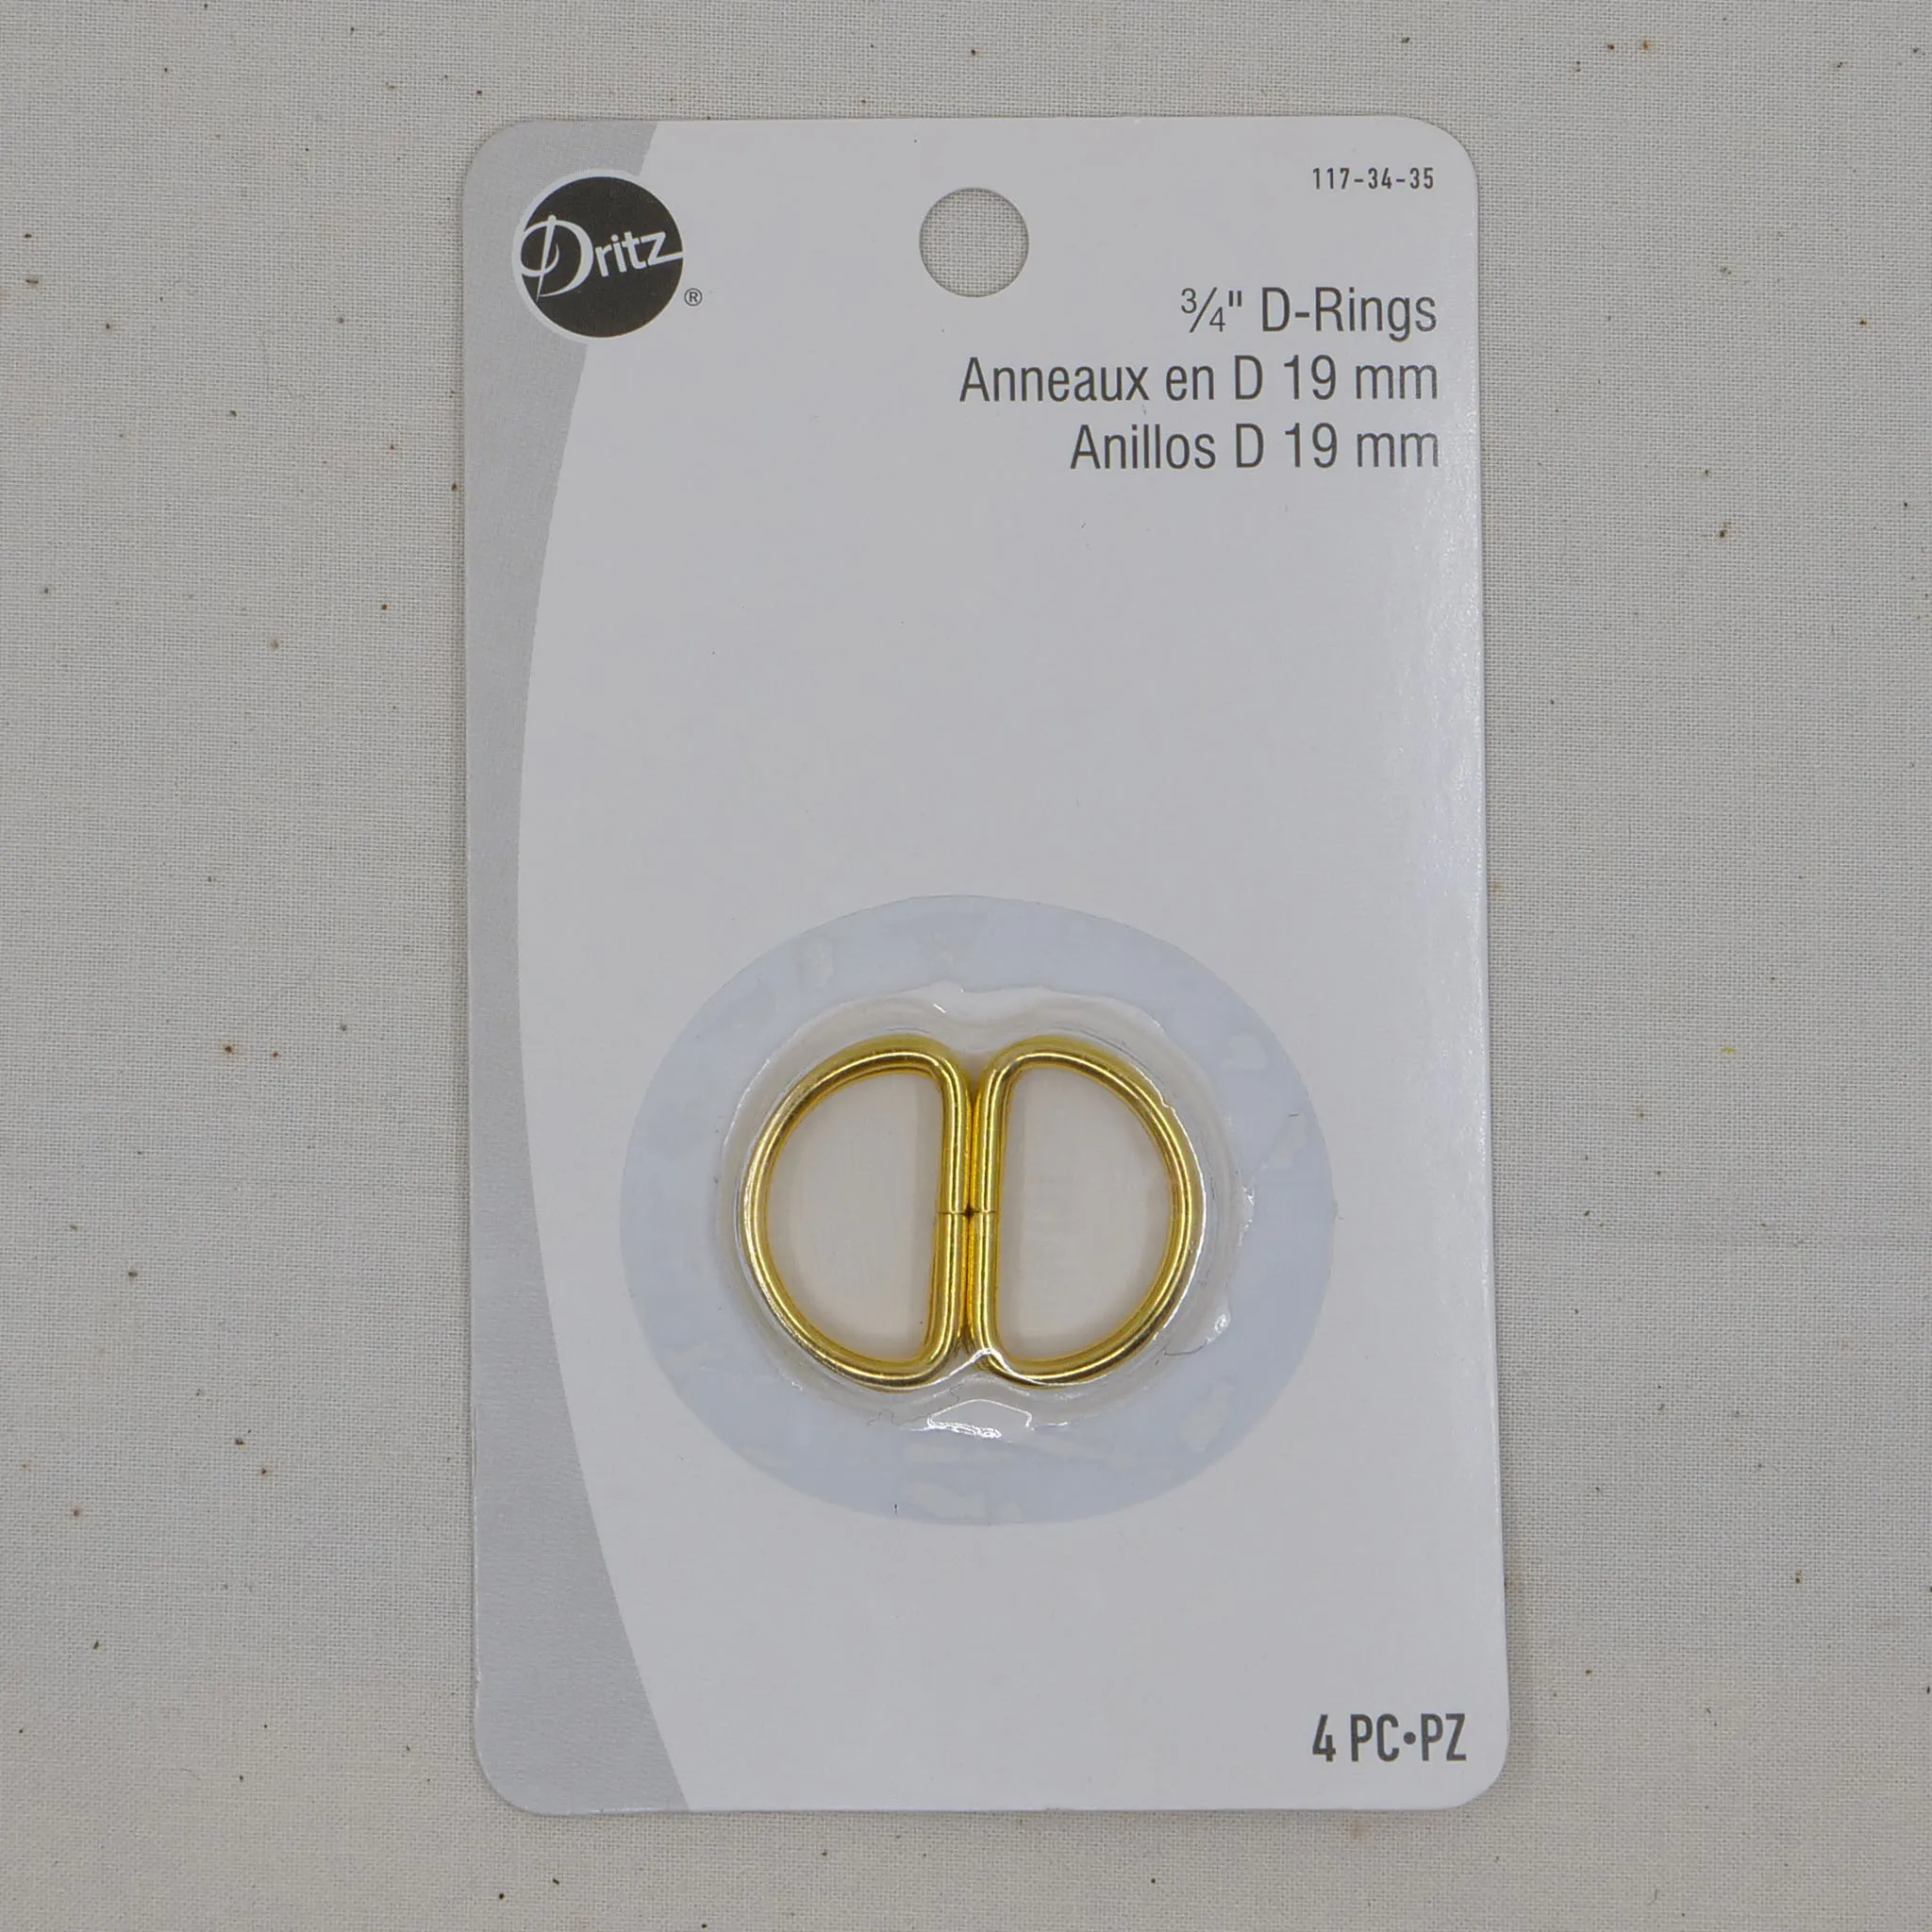 Dritz®
117-34-35
3/4" D-Rings
Anneaux en D 19 mm
Anillos D 19 mm
4 PC•PZ